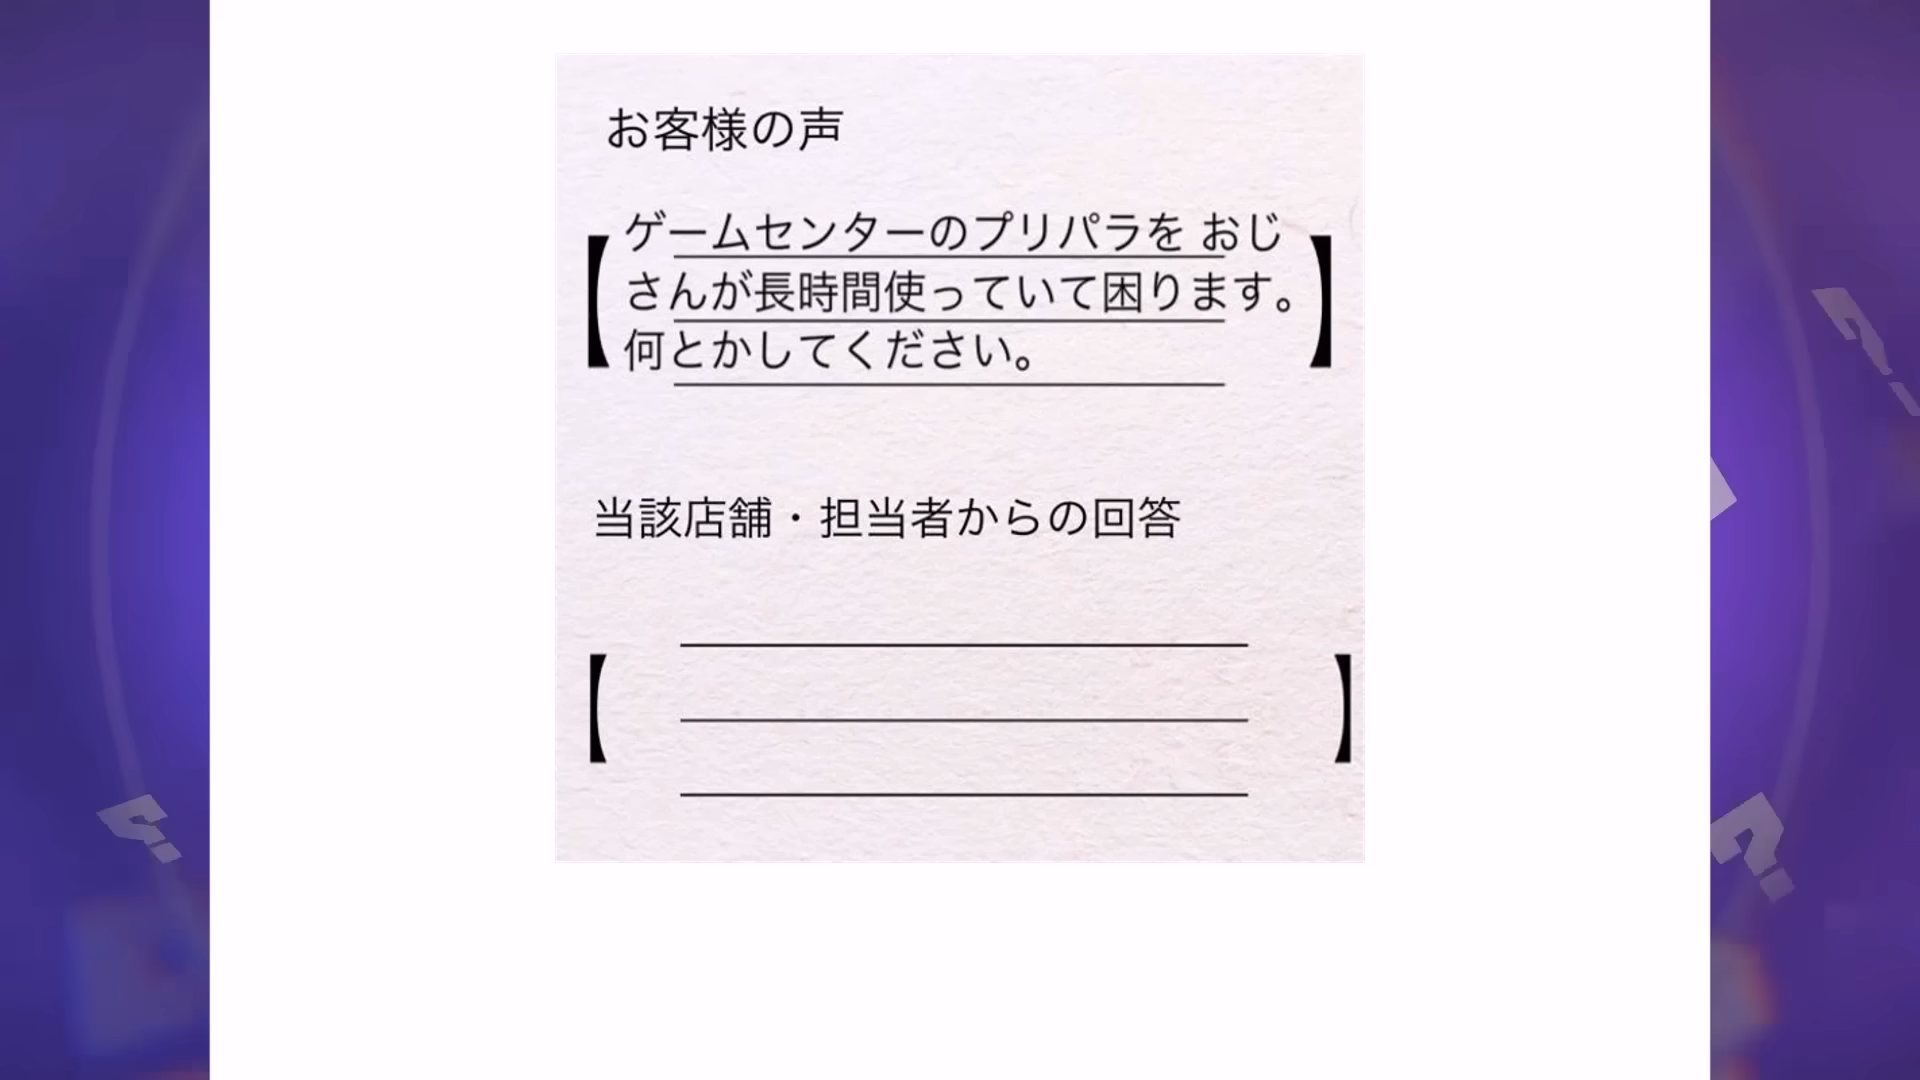 お客様の声
【ゲームセンターのプリパラを おじ
さんが長時間使っていて困ります。
何とかしてください。】
当該店舗・担当者からの回答
【 】